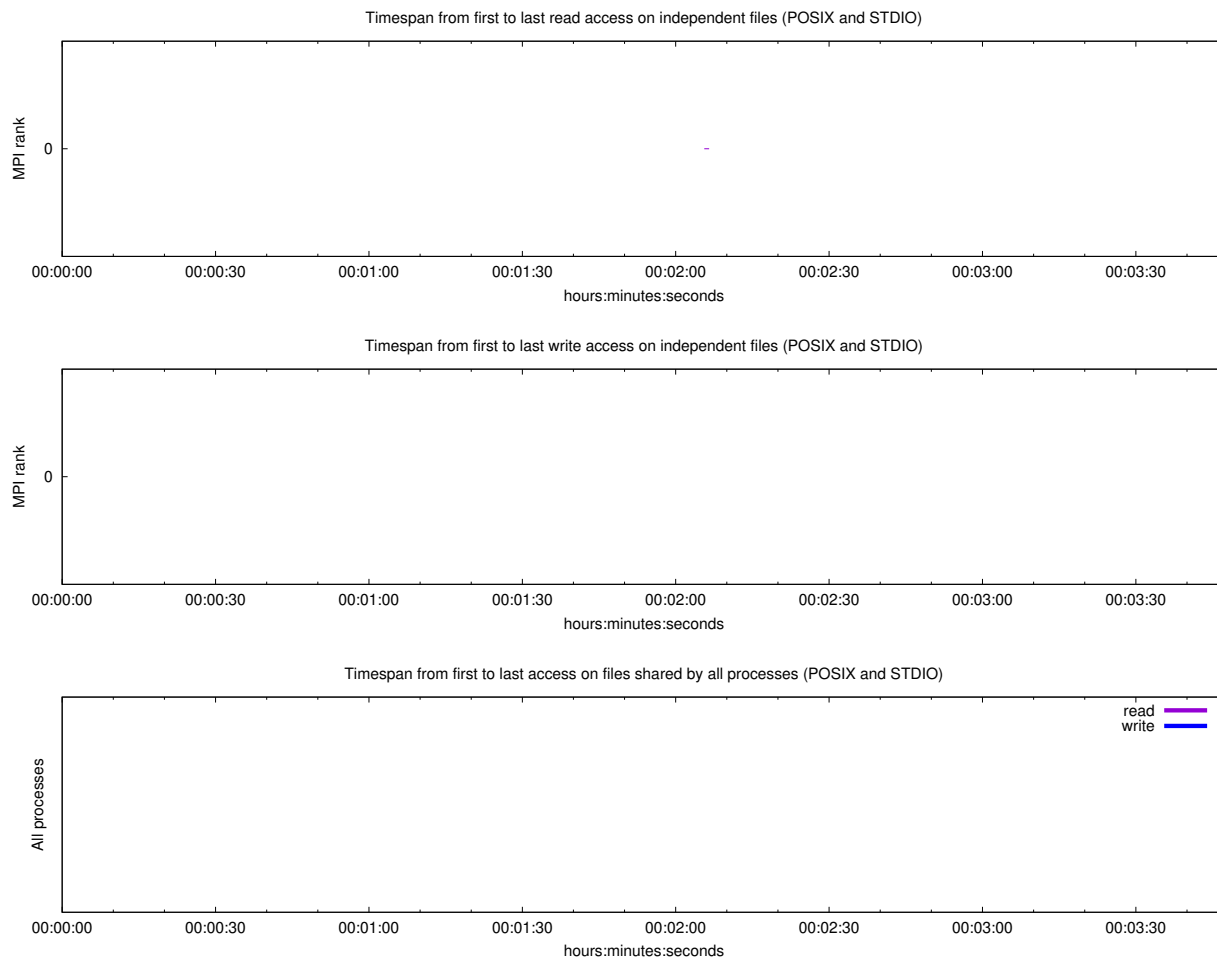 Timespan from first to last read access on independent files (POSIX and STDIO)
MPI rank
0
00:00:00 00:00:30 00:01:00 00:01:30 00:02:00 00:02:30 00:03:00 00:03:30
hours:minutes:seconds
Timespan from first to last write access on independent files (POSIX and STDIO)
MPI rank
0
00:00:00 00:00:30 00:01:00 00:01:30 00:02:00 00:02:30 00:03:00 00:03:30
hours:minutes:seconds
Timespan from first to last access on files shared by all processes (POSIX and STDIO)
read
write
All processes
00:00:00 00:00:30 00:01:00 00:01:30 00:02:00 00:02:30 00:03:00 00:03:30
hours:minutes:seconds